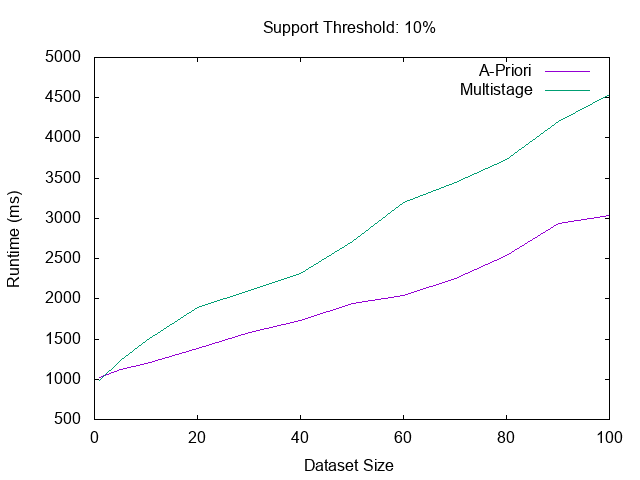 Support Threshold: 10%
A-Priori
Multistage
5000
4500
4000
3500
3000
2500
2000
1500
1000
500
Runtime (ms)
0 20 40 60 80 100
Dataset Size